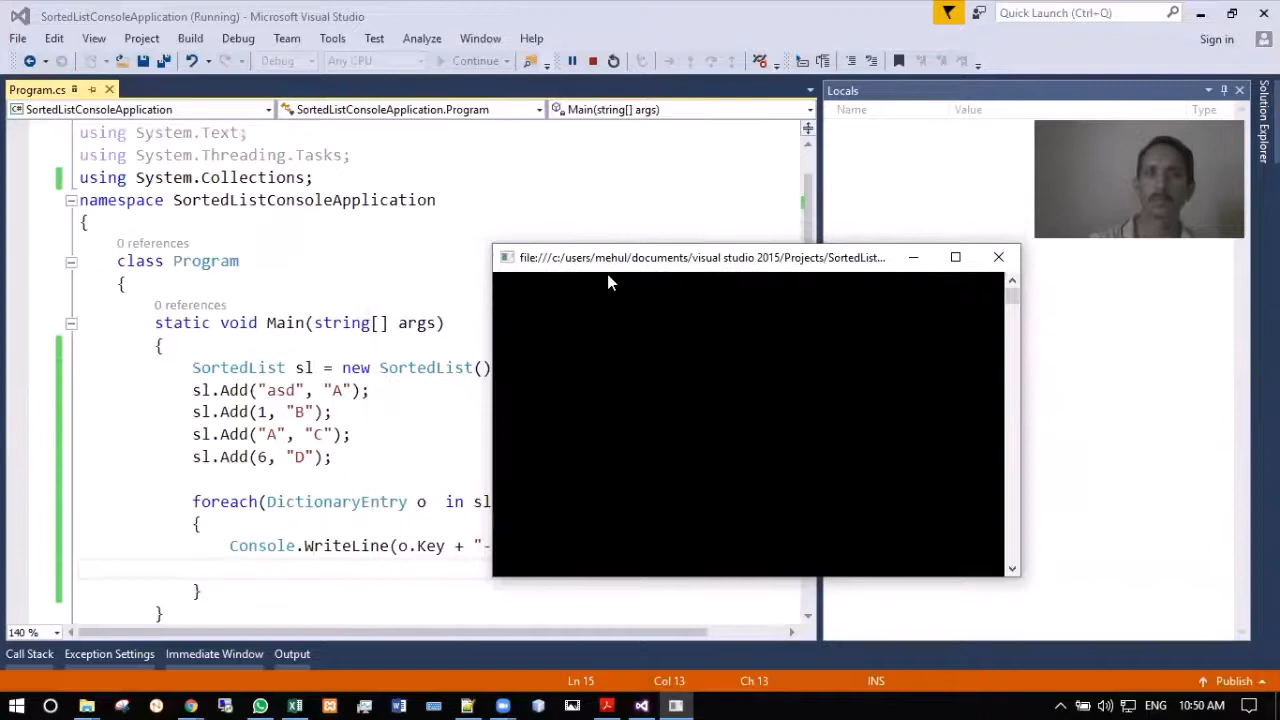 SortedListConsoleApplication (Running) - Microsoft Visual Studio
Quick Launch (Ctrl+Q)
File Edit View Project Build Debug Team Tools Test Analyze Window Help
Sign in
Debug Any CPU Continue
Program.cs
Locals
SortedListConsoleApplication SortedListConsoleApplication.Program Main(string[] args)
Name Value Type
Solution Explorer
using System.Text;
using System.Threading.Tasks;
using System.Collections;
namespace SortedListConsoleApplication
{
0 references
class Program
file:///c:/users/mehul/documents/visual studio 2015/Projects/SortedList...
{
0 references
static void Main(string[] args)
{
SortedList sl = new SortedList()
sl.Add("asd", "A");
sl.Add(1, "B");
sl.Add("A", "C");
sl.Add(6, "D");
foreach(DictionaryEntry o in sl
{
Console.WriteLine(o.Key + "-
}
}
140 %
Call Stack Exception Settings Immediate Window Output
Ln 15 Col 13 Ch 13 INS Publish
ENG 10:50 AM